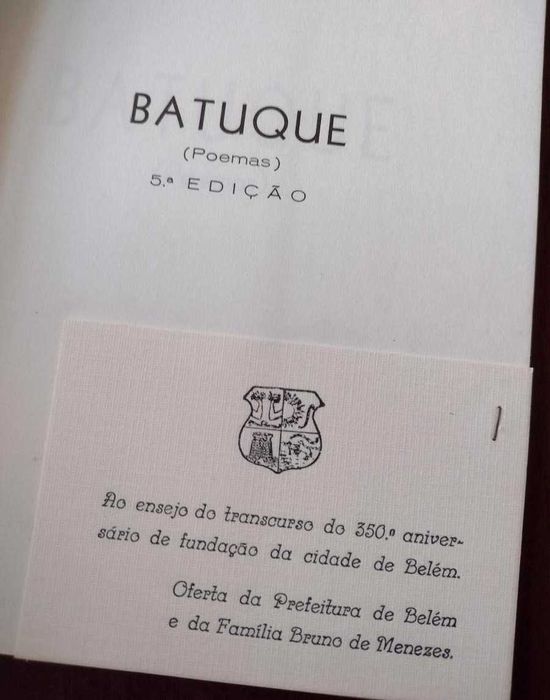 BATUQUE
(Poemas)
5.ª EDIÇÃO
Ao ensejo do transcurso do 350.º aniver-
sário de fundação da cidade de Belém.
Oferta da Prefeitura de Belém
e da Família Bruno de Menezes.